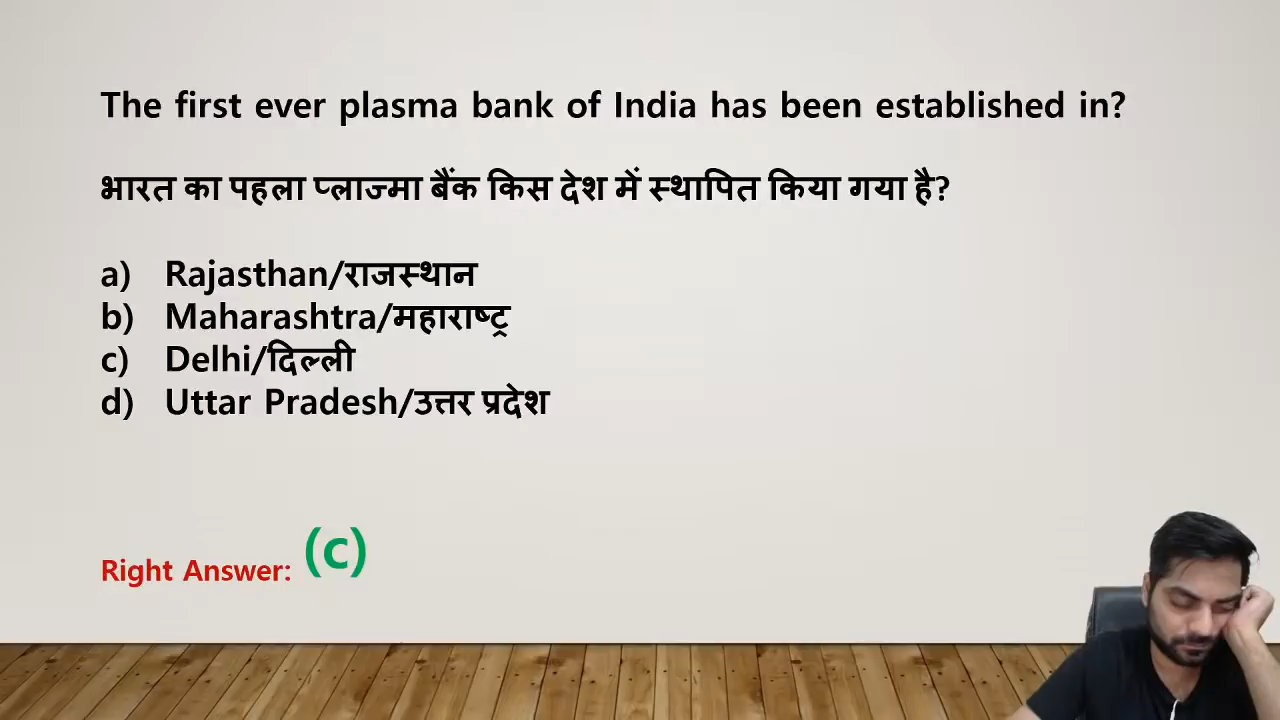 The first ever plasma bank of India has been established in?
भारत का पहला प्लाज्मा बैंक किस देश में स्थापित किया गया है?
a) Rajasthan/राजस्थान
b) Maharashtra/महाराष्ट्र
c) Delhi/दिल्ली
d) Uttar Pradesh/उत्तर प्रदेश
Right Answer: (c)